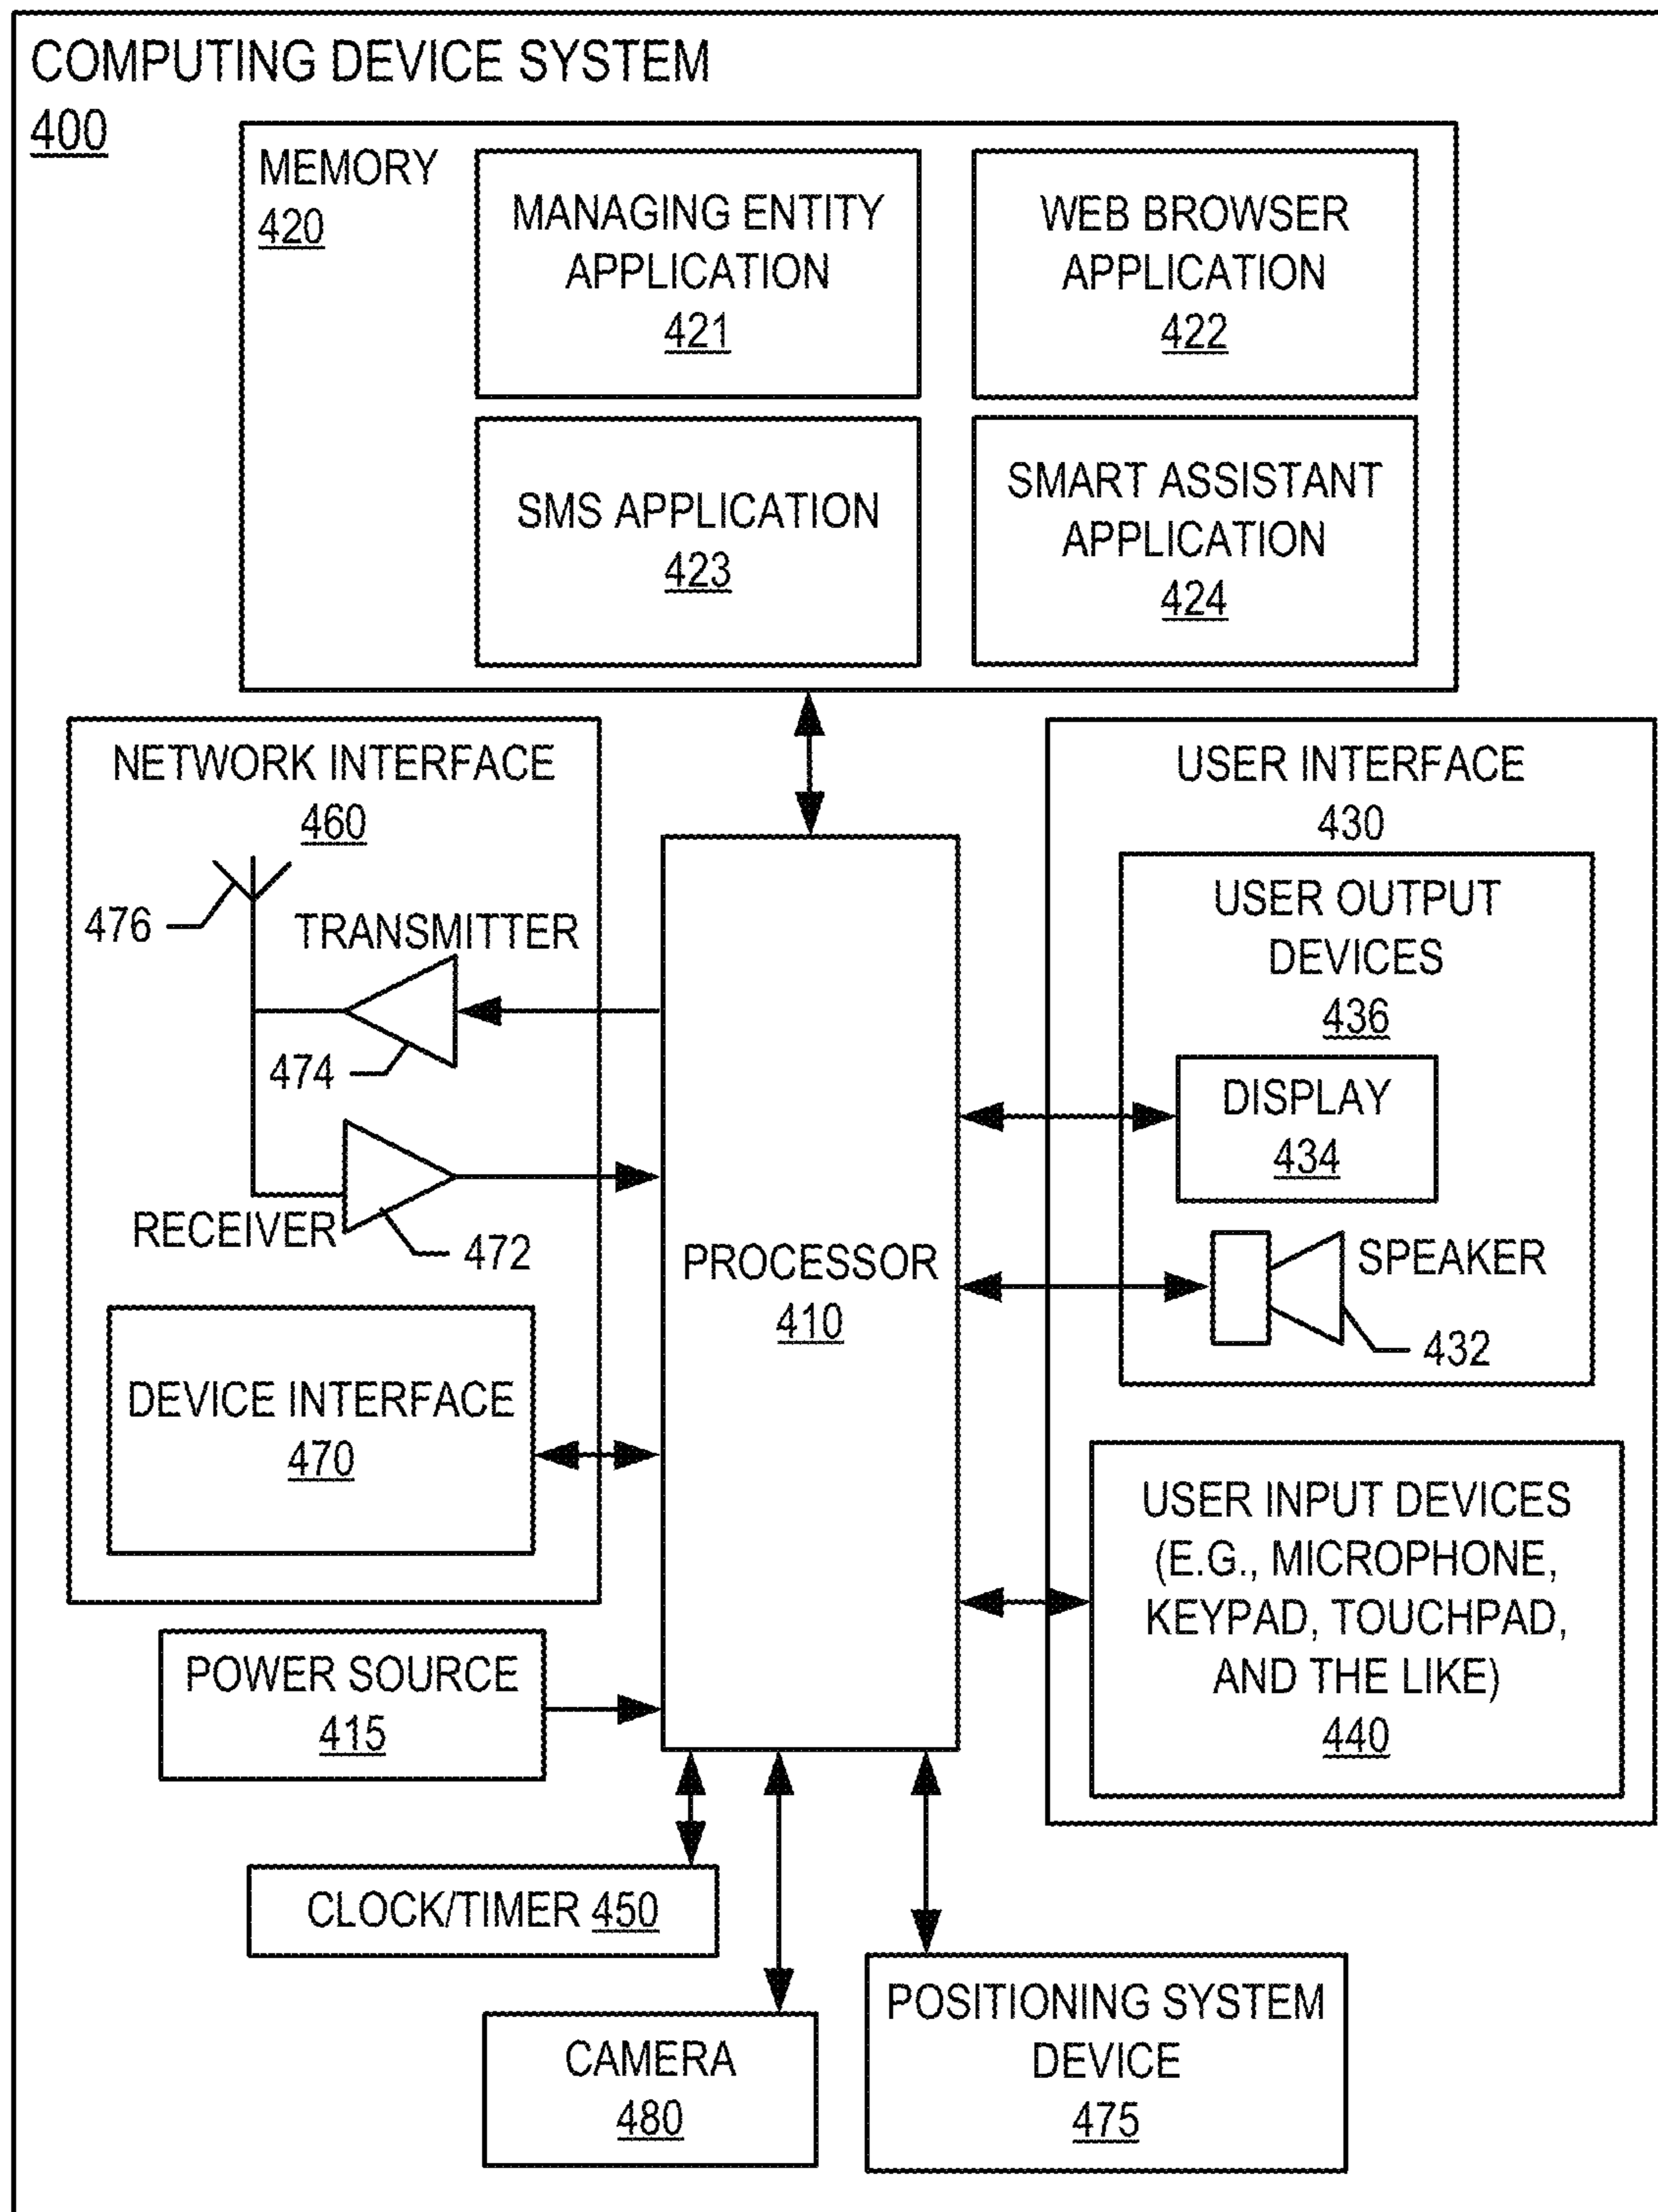 COMPUTING DEVICE SYSTEM
400
MEMORY
420
MANAGING ENTITY
APPLICATION
421
WEB BROWSER
APPLICATION
422
SMS APPLICATION
423
SMART ASSISTANT
APPLICATION
424
NETWORK INTERFACE
460
476
TRANSMITTER
474
RECEIVER
472
DEVICE INTERFACE
470
PROCESSOR
410
USER INTERFACE
430
USER OUTPUT
DEVICES
436
DISPLAY
434
SPEAKER
432
USER INPUT DEVICES
(E.G., MICROPHONE,
KEYPAD, TOUCHPAD,
AND THE LIKE)
440
POWER SOURCE
415
CLOCK/TIMER 450
CAMERA
480
POSITIONING SYSTEM
DEVICE
475